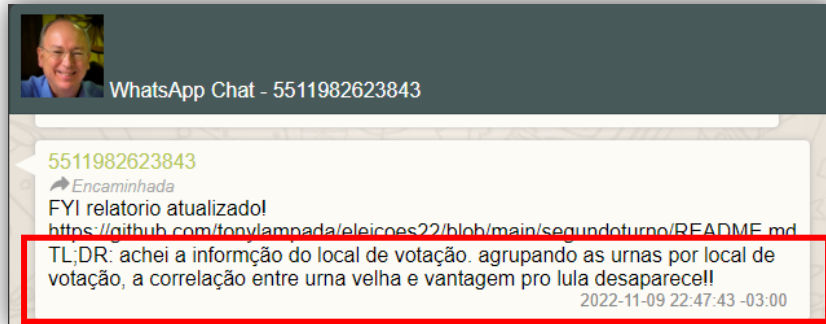 WhatsApp Chat - 5511982623843
5511982623843
Encaminhada
FYI relatorio atualizado!
https://github.com/tonylampada/eleicoes22/blob/main/segundoturno/README.md
TL;DR: achei a informção do local de votação. agrupando as urnas por local de
votação, a correlação entre urna velha e vantagem pro lula desaparece!!
2022-11-09 22:47:43 -03:00